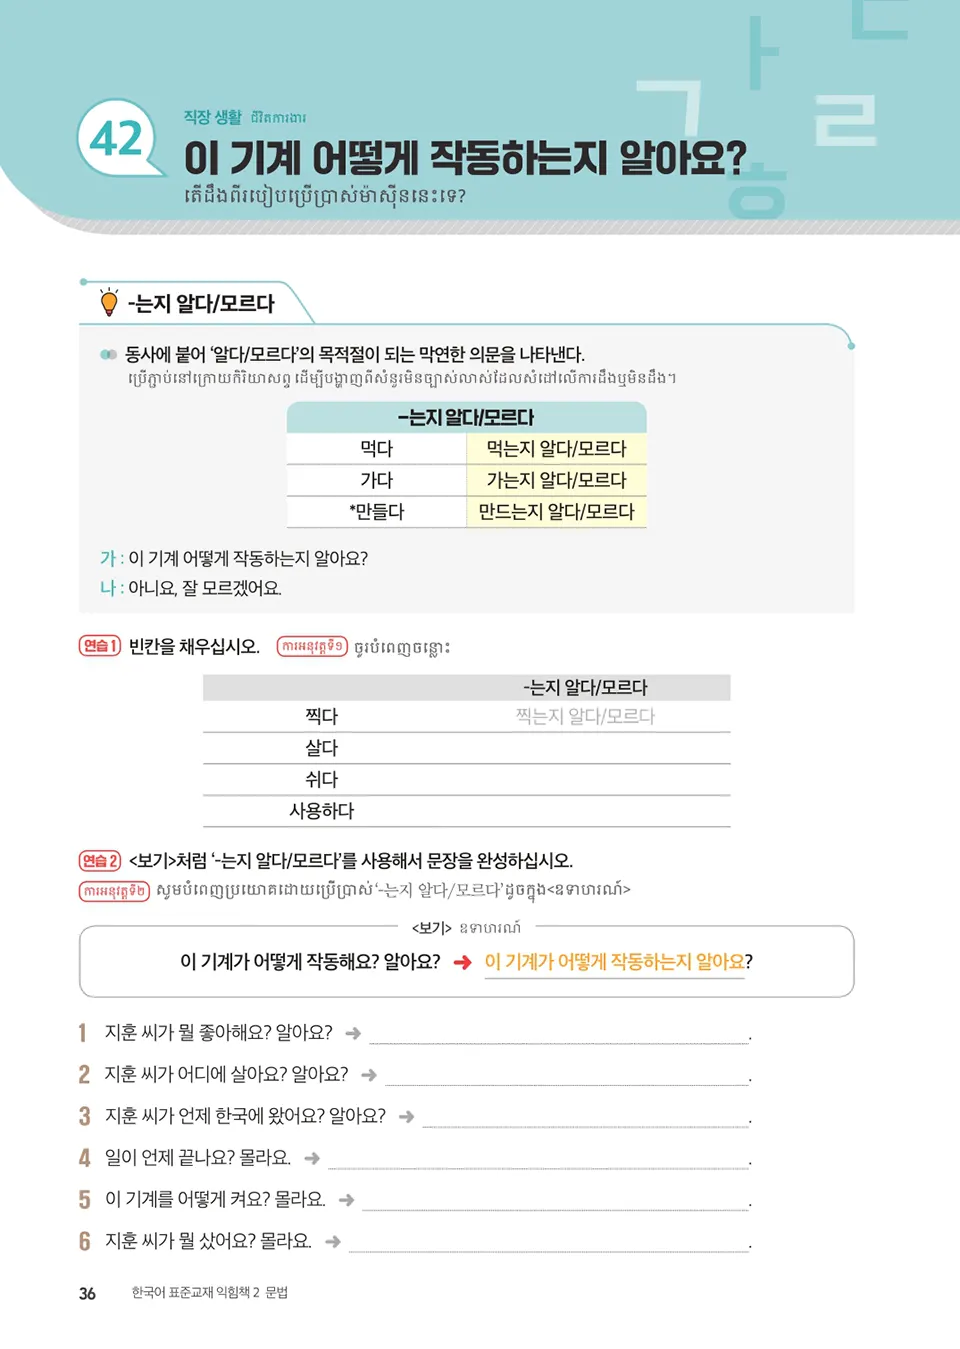 42
직장 생활 ជីវិតការងារ
이 기계 어떻게 작동하는지 알아요?
តើដឹងពីរបៀបប្រើប្រាស់ម៉ាស៊ីននេះទេ?
-는지 알다/모르다
동사에 붙어 ‘알다/모르다’의 목적절이 되는 막연한 의문을 나타낸다.
ប្រើភ្ជាប់នៅក្រោយកិរិយាសព្ទ ដើម្បីបង្ហាញពីសំនួរមិនច្បាស់លាស់ដែលសំដៅលើការដឹងឬមិនដឹង។
-는지 알다/모르다
먹다 먹는지 알다/모르다
가다 가는지 알다/모르다
*만들다 만드는지 알다/모르다
가 : 이 기계 어떻게 작동하는지 알아요?
나 : 아니요, 잘 모르겠어요.
연습 1 빈칸을 채우십시오. ការអនុវត្តទី១ ចូរបំពេញចន្លោះ
-는지 알다/모르다
찍다 찍는지 알다/모르다
살다
쉬다
사용하다
연습 2 <보기>처럼 ‘-는지 알다/모르다’를 사용해서 문장을 완성하십시오.
ការអនុវត្តទី២ សូមបំពេញប្រយោគដោយប្រើប្រាស់ ‘-는지 알다/모르다’ ដូចក្នុង<ឧទាហរណ៍>
<보기> ឧទាហរណ៍
이 기계가 어떻게 작동해요? 알아요? ➜ 이 기계가 어떻게 작동하는지 알아요?
1 지훈 씨가 뭘 좋아해요? 알아요? ➜ .
2 지훈 씨가 어디에 살아요? 알아요? ➜ .
3 지훈 씨가 언제 한국에 왔어요? 알아요? ➜ .
4 일이 언제 끝나요? 몰라요. ➜ .
5 이 기계를 어떻게 켜요? 몰라요. ➜ .
6 지훈 씨가 뭘 샀어요? 몰라요. ➜ .
36 한국어 표준교재 익힘책 2 문법